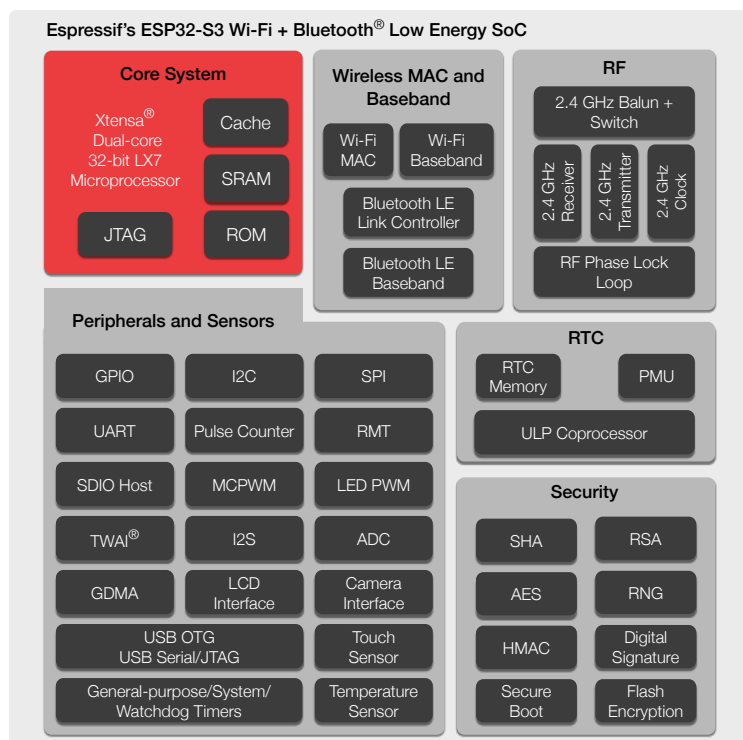 Espressif's ESP32-S3 Wi-Fi + Bluetooth® Low Energy SoC
Core System
Xtensa®
Dual-core
32-bit LX7
Microprocessor
Cache
SRAM
JTAG
ROM
Wireless MAC and
Baseband
Wi-Fi
MAC
Wi-Fi
Baseband
Bluetooth LE
Link Controller
Bluetooth LE
Baseband
RF
2.4 GHz Balun +
Switch
2.4 GHz
Receiver
2.4 GHz
Transmitter
2.4 GHz
Clock
RF Phase Lock
Loop
Peripherals and Sensors
GPIO
I2C
SPI
UART
Pulse Counter
RMT
SDIO Host
MCPWM
LED PWM
TWAI®
I2S
ADC
GDMA
LCD
Interface
Camera
Interface
USB OTG
USB Serial/JTAG
Touch
Sensor
General-purpose/System/
Watchdog Timers
Temperature
Sensor
RTC
RTC
Memory
PMU
ULP Coprocessor
Security
SHA
RSA
AES
RNG
HMAC
Digital
Signature
Secure
Boot
Flash
Encryption